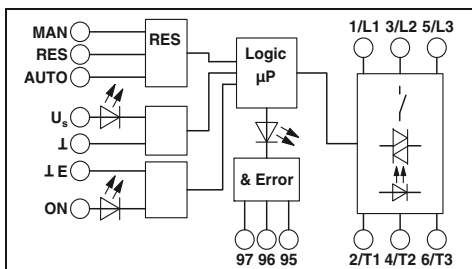 MAN
RES
AUTO
Us
⊥
⊥ E
ON
RES
Logic
µP
& Error
97 96 95
1/L1 3/L2 5/L3
2/T1 4/T2 6/T3